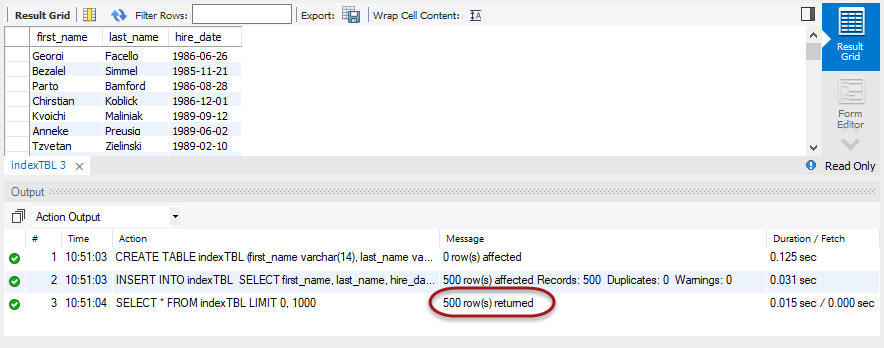 Result Grid Filter Rows: Export: Wrap Cell Content: IA
first_name last_name hire_date
Georgi Facello 1986-06-26
Bezalel Simmel 1985-11-21
Parto Bamford 1986-08-28
Chirstian Koblick 1986-12-01
Kyoichi Maliniak 1989-09-12
Anneke Preusig 1989-06-02
Tzvetan Zielinski 1989-02-10
Result
Grid
Form
Editor
indexTBL 3 Read Only
Output
Action Output
# Time Action Message Duration / Fetch
1 10:51:03 CREATE TABLE indexTBL (first_name varchar(14), last_name va... 0 row(s) affected 0.125 sec
2 10:51:03 INSERT INTO indexTBL SELECT first_name, last_name, hire_da... 500 row(s) affected Records: 500 Duplicates: 0 Warnings: 0 0.031 sec
3 10:51:04 SELECT * FROM indexTBL LIMIT 0, 1000 500 row(s) returned 0.015 sec / 0.000 sec